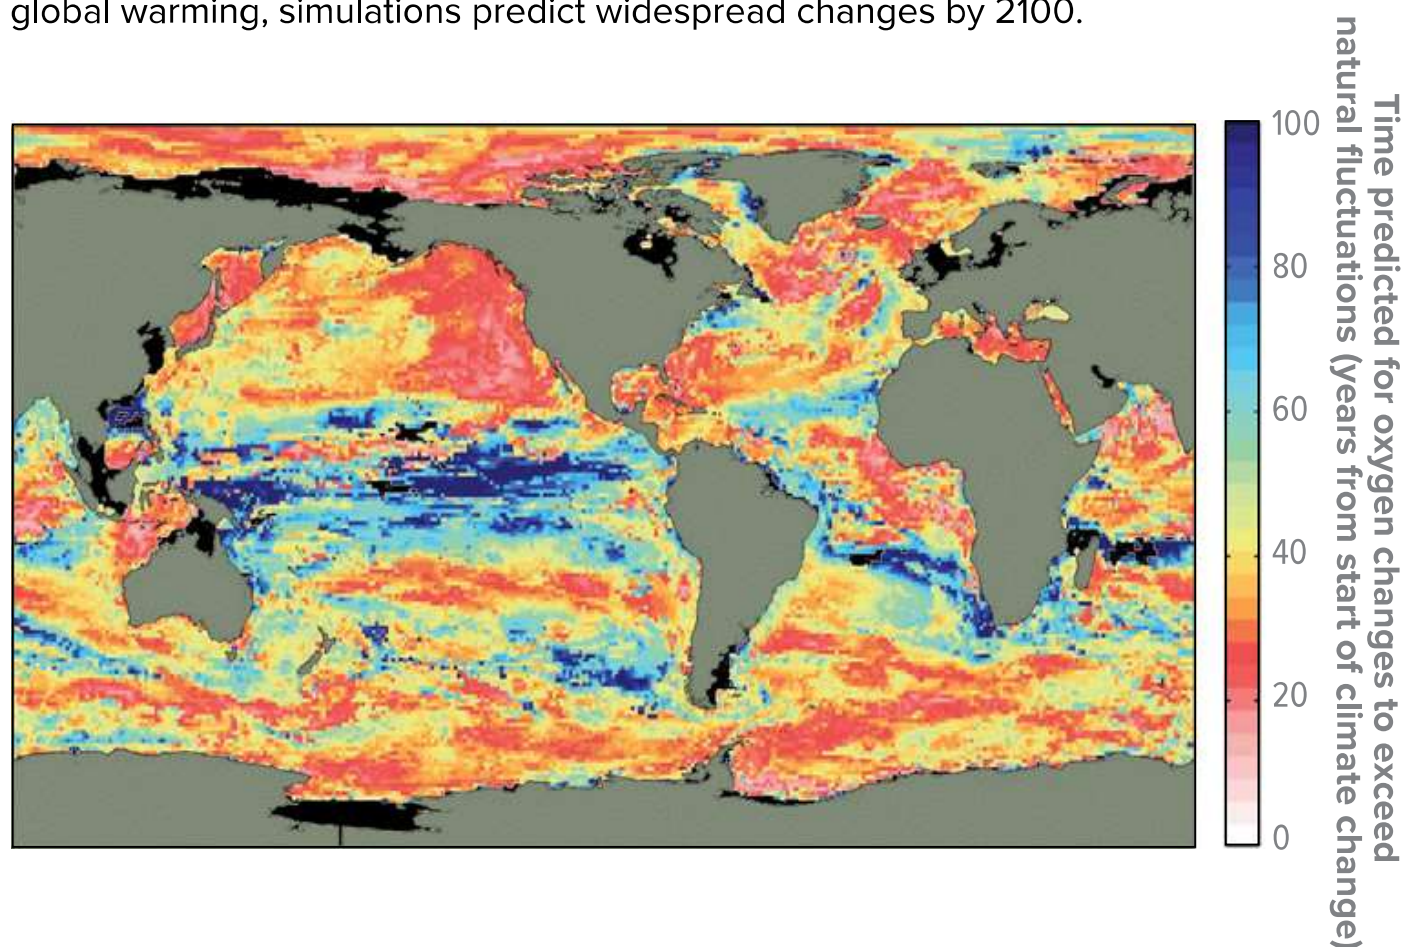 global warming, simulations predict widespread changes by 2100.
100
80
60
40
20
0
Time predicted for oxygen changes to exceed
natural fluctuations (years from start of climate change)